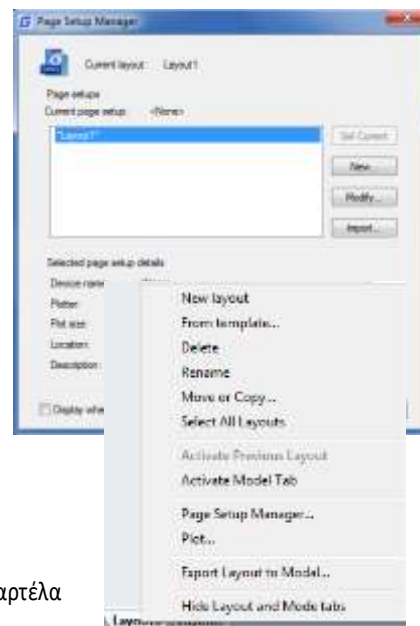 Page Setup Manager
Current layout: Layout1
Page setups
Current page setup: <None>
*Layout1*
Set Current
New...
Modify...
Import...
Selected page setup details
Device name:
Plotter:
Plot size:
Location:
Description:
Display whe
New layout
From template...
Delete
Rename
Move or Copy...
Select All Layouts
Activate Previous Layout
Activate Model Tab
Page Setup Manager...
Plot...
Export Layout to Model...
Hide Layout and Mode tabs
αρτέλα